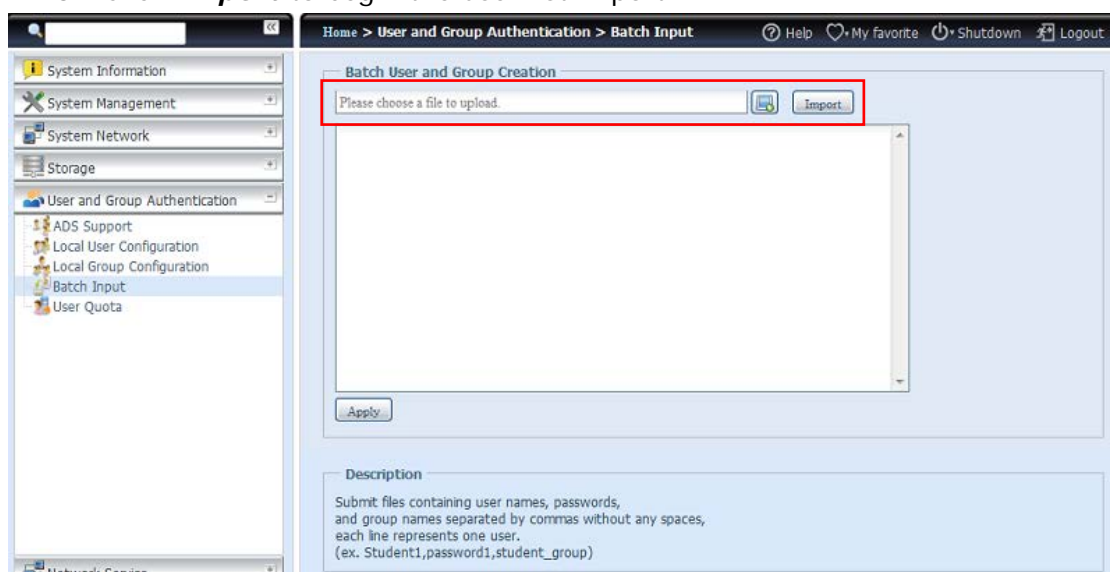 Home > User and Group Authentication > Batch Input
Help
My favorite
Shutdown
Logout
System Information
System Management
System Network
Storage
User and Group Authentication
ADS Support
Local User Configuration
Local Group Configuration
Batch Input
User Quota
Batch User and Group Creation
Please choose a file to upload.
Import
Apply
Description
Submit files containing user names, passwords,
and group names separated by commas without any spaces,
each line represents one user.
(ex. Student1,password1,student_group)